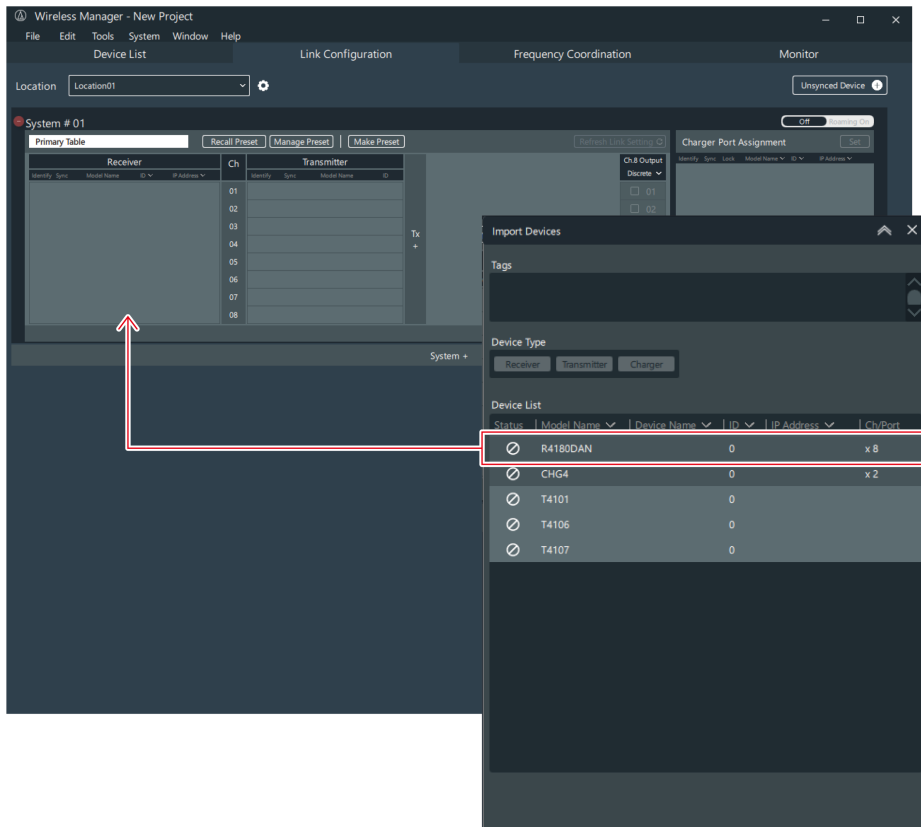 Wireless Manager - New Project
File Edit Tools System Window Help
Device List Link Configuration Frequency Coordination Monitor
Location Location01 Unsynced Device
System # 01 Off Roaming On
Primary Table Recall Preset Manage Preset Make Preset Refresh Link Setting Charger Port Assignment Set
Receiver Ch Transmitter Ch.8 Output
Identify Sync Model Name ID IP Address Identify Sync Model Name ID Discrete Identify Sync Lock Model Name ID IP Address
01 01
02 02
03
04 Tx +
05
06
07
08
System +
Import Devices
Tags
Device Type
Receiver Transmitter Charger
Device List
Status Model Name Device Name ID IP Address Ch/Port
R4180DAN 0 x 8
CHG4 0 x 2
T4101 0
T4106 0
T4107 0